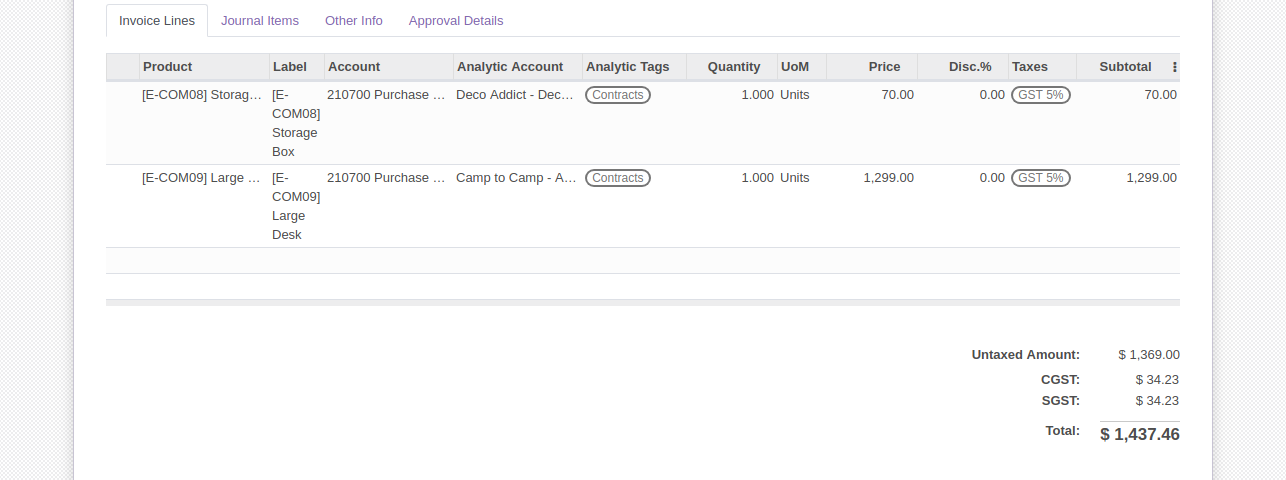 Invoice Lines Journal Items Other Info Approval Details
Product Label Account Analytic Account Analytic Tags Quantity UoM Price Disc.% Taxes Subtotal
[E-COM08] Storag… [E- 210700 Purchase … Deco Addict - Dec… Contracts 1.000 Units 70.00 0.00 GST 5% 70.00
COM08]
Storage
Box
[E-COM09] Large … [E- 210700 Purchase … Camp to Camp - A… Contracts 1.000 Units 1,299.00 0.00 GST 5% 1,299.00
COM09]
Large
Desk
Untaxed Amount: $ 1,369.00
CGST: $ 34.23
SGST: $ 34.23
Total: $ 1,437.46